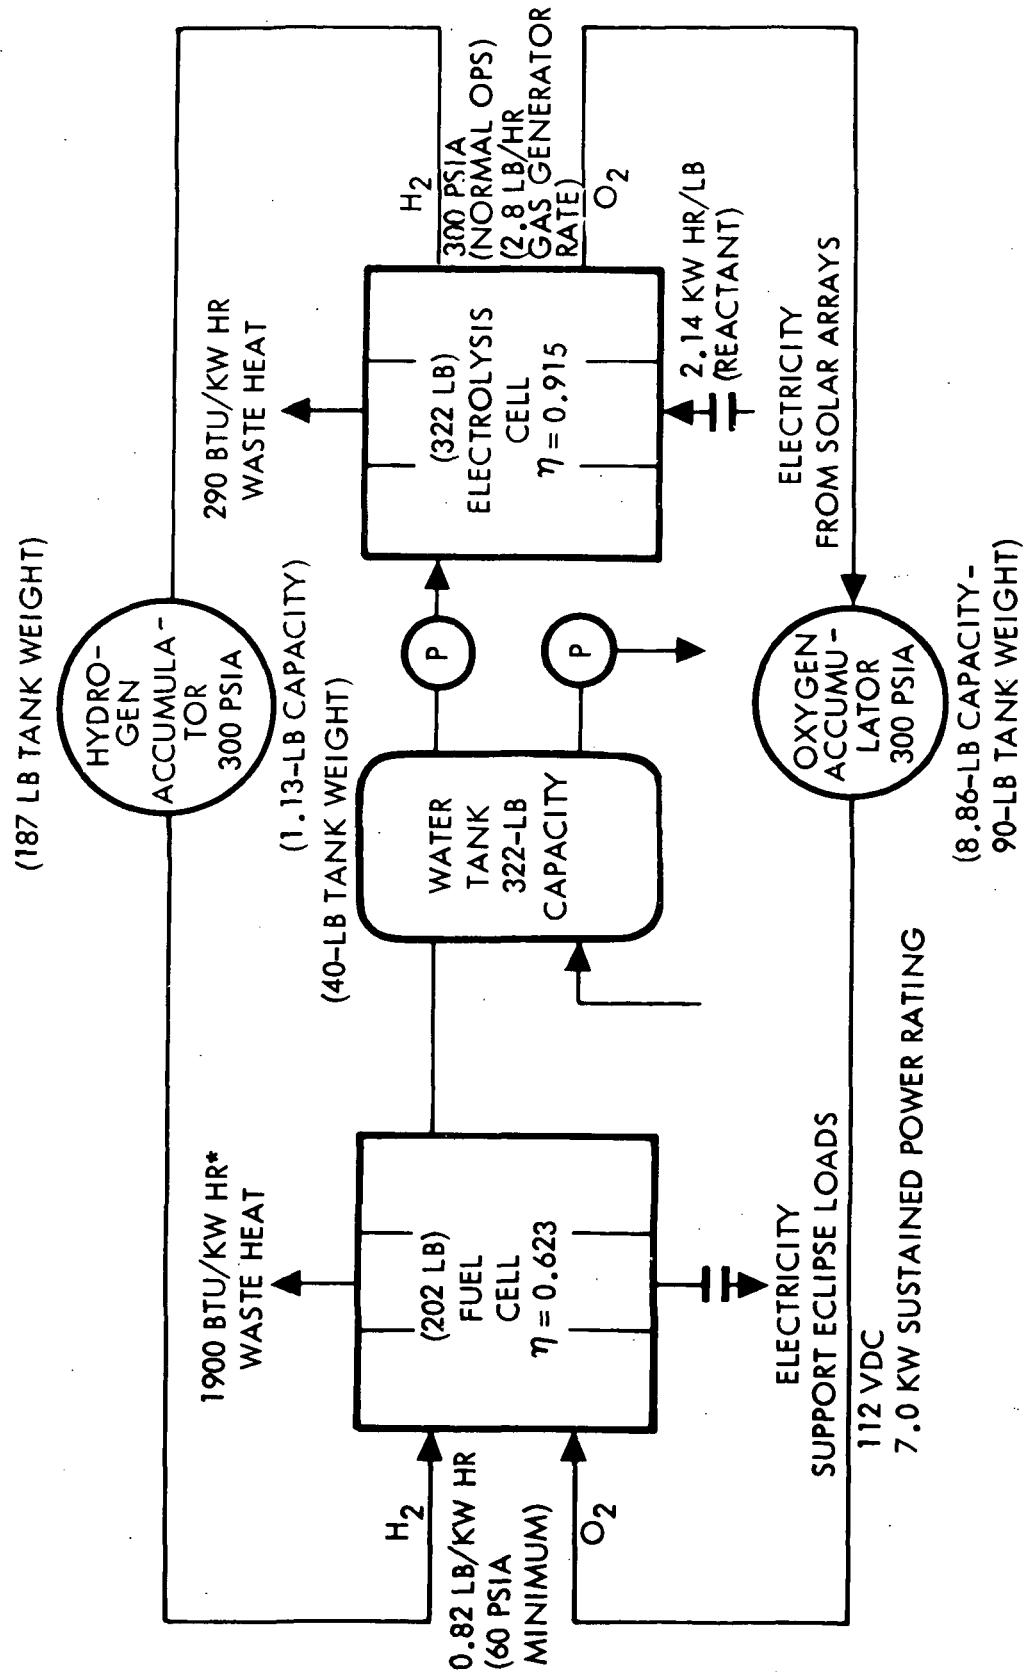 (187 LB TANK WEIGHT)
HYDRO-
GEN
ACCUMULA-
TOR
300 PSIA
(1.13-LB CAPACITY)
(40-LB TANK WEIGHT)
1900 BTU/KW HR*
WASTE HEAT
290 BTU/KW HR
WASTE HEAT
H2
0.82 LB/KW HR
(60 PSIA
MINIMUM)
O2
(202 LB)
FUEL
CELL
η = 0.623
WATER
TANK
322-LB
CAPACITY
P
P
(322 LB)
ELECTROLYSIS
CELL
η = 0.915
H2
300 PSIA
(NORMAL OPS)
(2.8 LB/HR
GAS GENERATOR
RATE)
O2
2.14 KW HR/LB
(REACTANT)
ELECTRICITY
SUPPORT ECLIPSE LOADS
112 VDC
7.0 KW SUSTAINED POWER RATING
OXYGEN
ACCUMU-
LATOR
300 PSIA
ELECTRICITY
FROM SOLAR ARRAYS
(8.86-LB CAPACITY-
90-LB TANK WEIGHT)